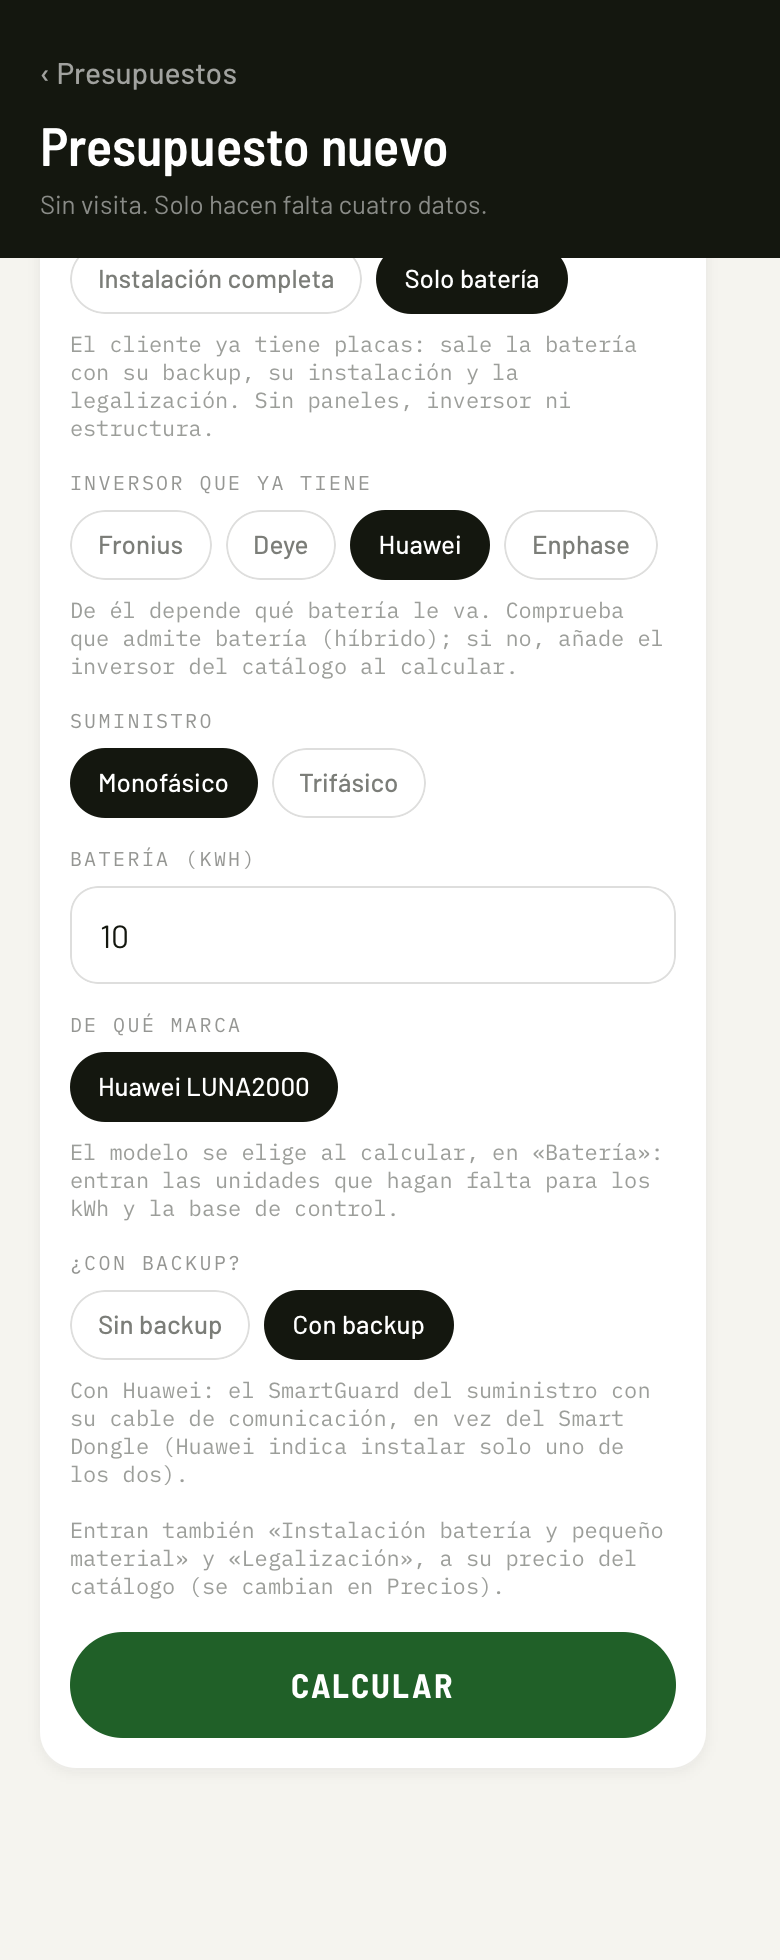 ‹ Presupuestos
Presupuesto nuevo
Sin visita. Solo hacen falta cuatro datos.
Instalación completa
Solo batería
El cliente ya tiene placas: sale la batería
con su backup, su instalación y la
legalización. Sin paneles, inversor ni
estructura.
INVERSOR QUE YA TIENE
Fronius
Deye
Huawei
Enphase
De él depende qué batería le va. Comprueba
que admite batería (híbrido); si no, añade el
inversor del catálogo al calcular.
SUMINISTRO
Monofásico
Trifásico
BATERÍA (KWH)
10
DE QUÉ MARCA
Huawei LUNA2000
El modelo se elige al calcular, en «Batería»:
entran las unidades que hagan falta para los
kWh y la base de control.
¿CON BACKUP?
Sin backup
Con backup
Con Huawei: el SmartGuard del suministro con
su cable de comunicación, en vez del Smart
Dongle (Huawei indica instalar solo uno de
los dos).
Entran también «Instalación batería y pequeño
material» y «Legalización», a su precio del
catálogo (se cambian en Precios).
CALCULAR